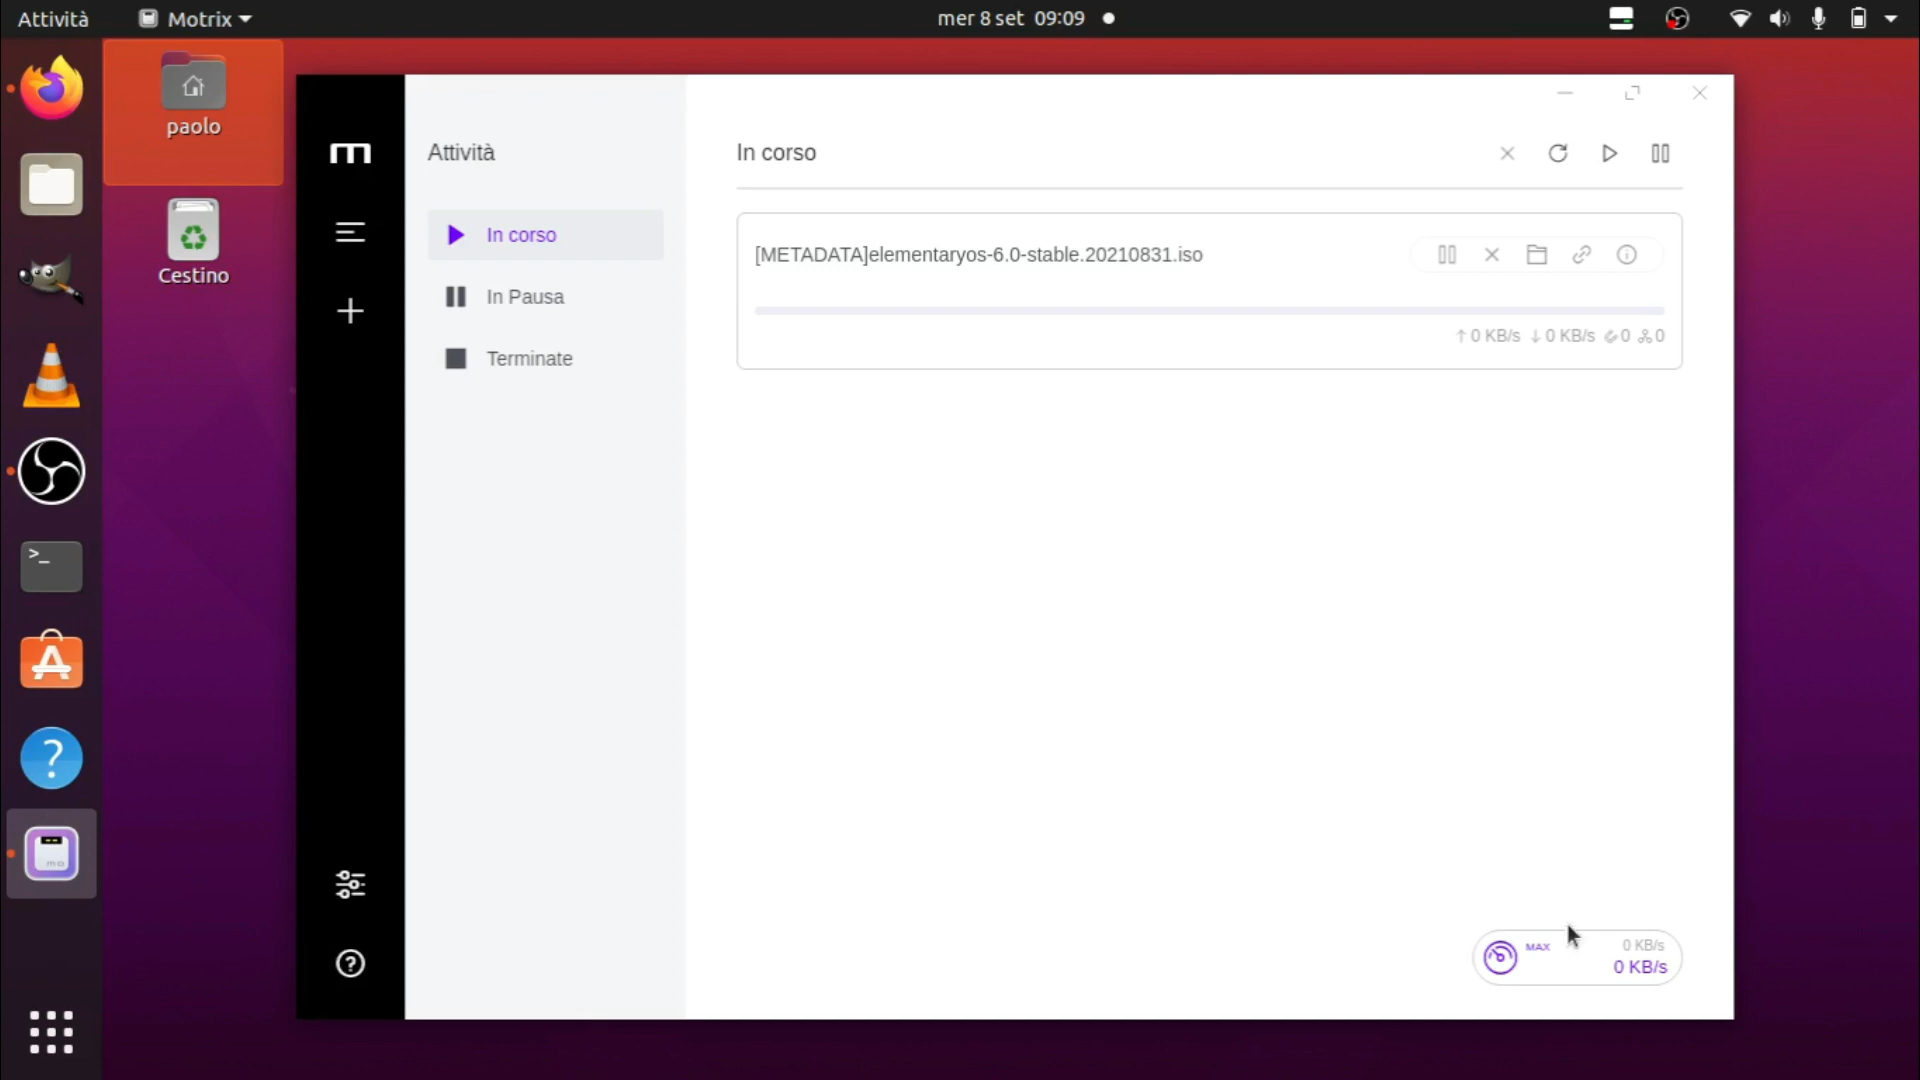 Attività
Motrix
mer 8 set 09:09
paolo
Cestino
>_
?
m
Attività
In corso
In Pausa
Terminate
In corso
[METADATA]elementaryos-6.0-stable.20210831.iso
↑ 0 KB/s ↓ 0 KB/s 0 0
mo
?
MAX
0 KB/s
0 KB/s